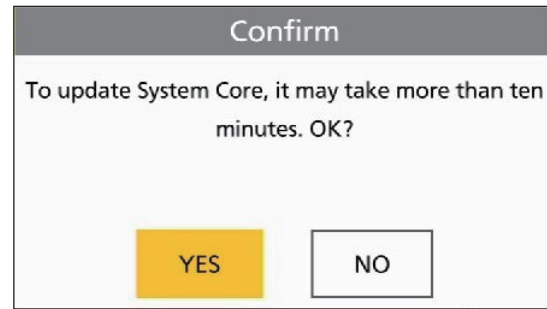 Confirm
To update System Core, it may take more than ten
minutes. OK?
YES
NO